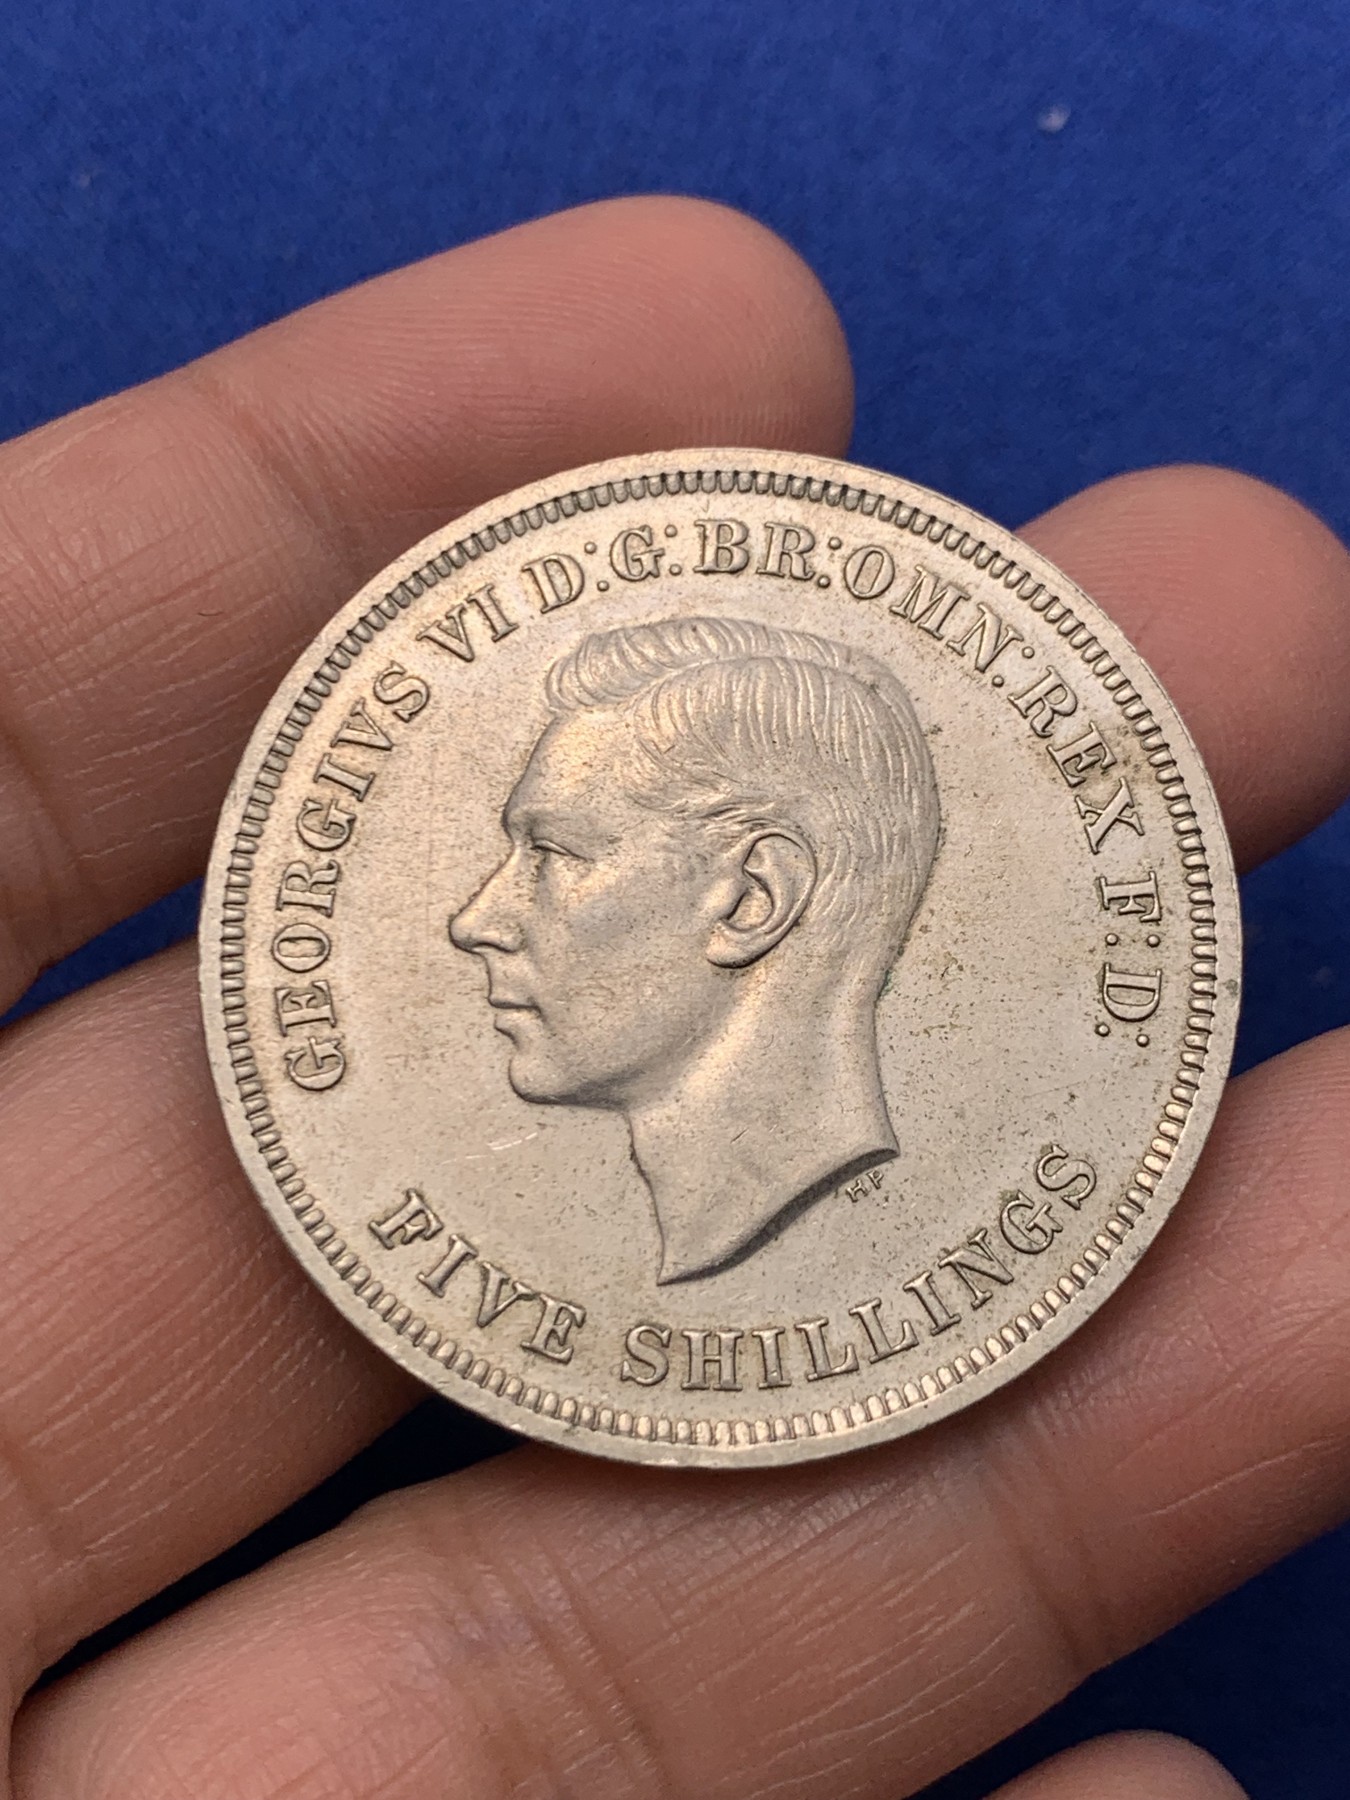 GEORGIVS VI D:G:BR:OMN:REX F:D:
HP
FIVE SHILLINGS